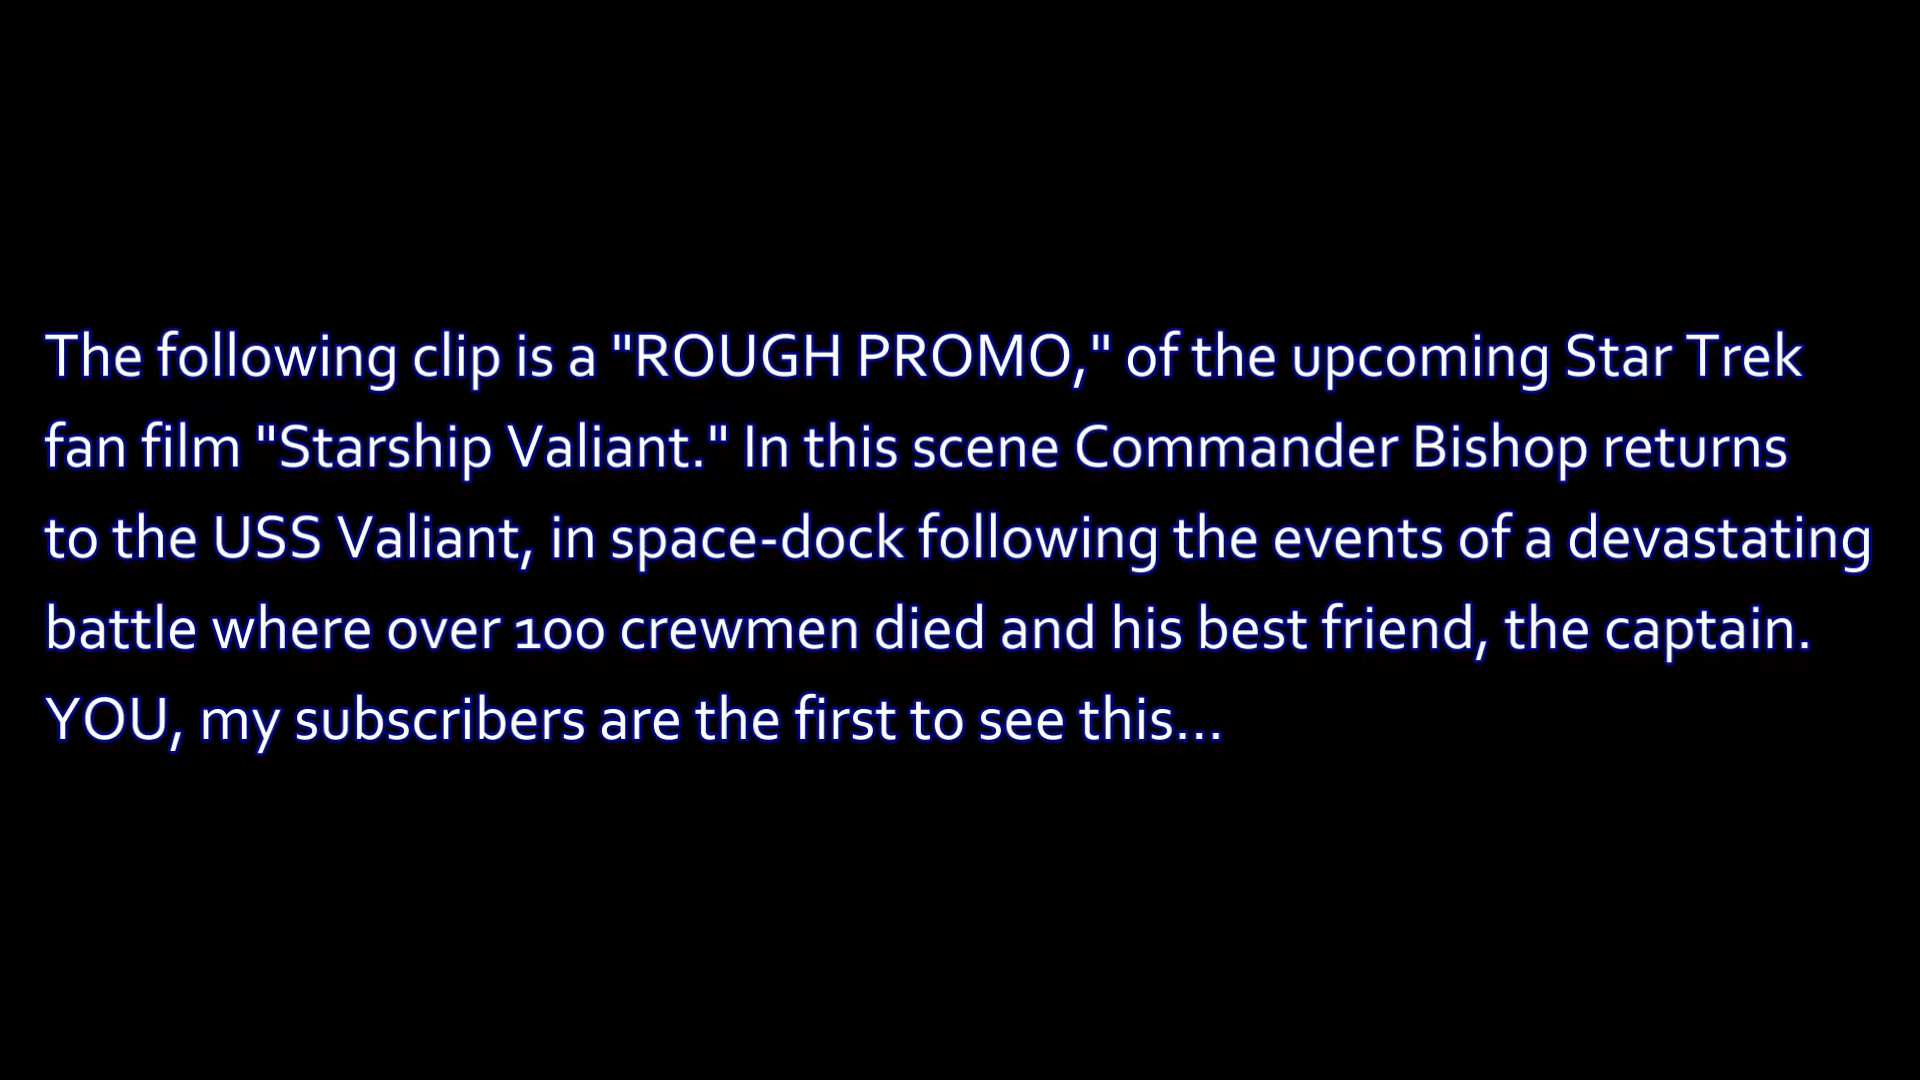 The following clip is a "ROUGH PROMO," of the upcoming Star Trek
fan film "Starship Valiant." In this scene Commander Bishop returns
to the USS Valiant, in space-dock following the events of a devastating
battle where over 100 crewmen died and his best friend, the captain.
YOU, my subscribers are the first to see this...